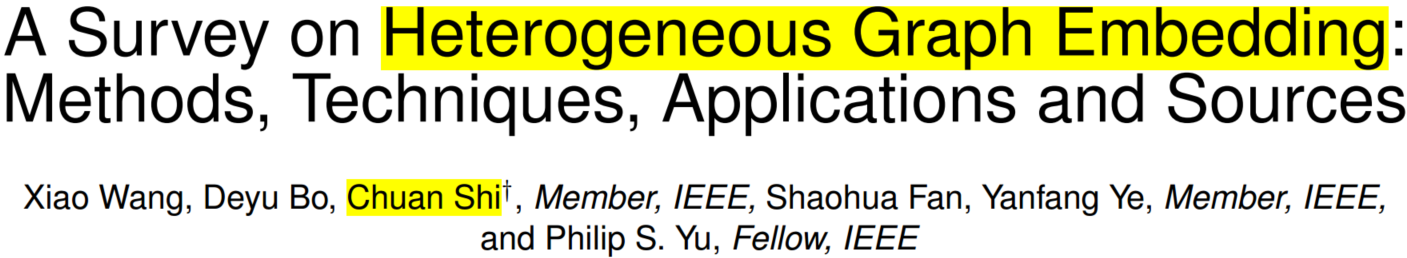 A Survey on Heterogeneous Graph Embedding:
Methods, Techniques, Applications and Sources
Xiao Wang, Deyu Bo, Chuan Shi†, Member, IEEE, Shaohua Fan, Yanfang Ye, Member, IEEE,
and Philip S. Yu, Fellow, IEEE